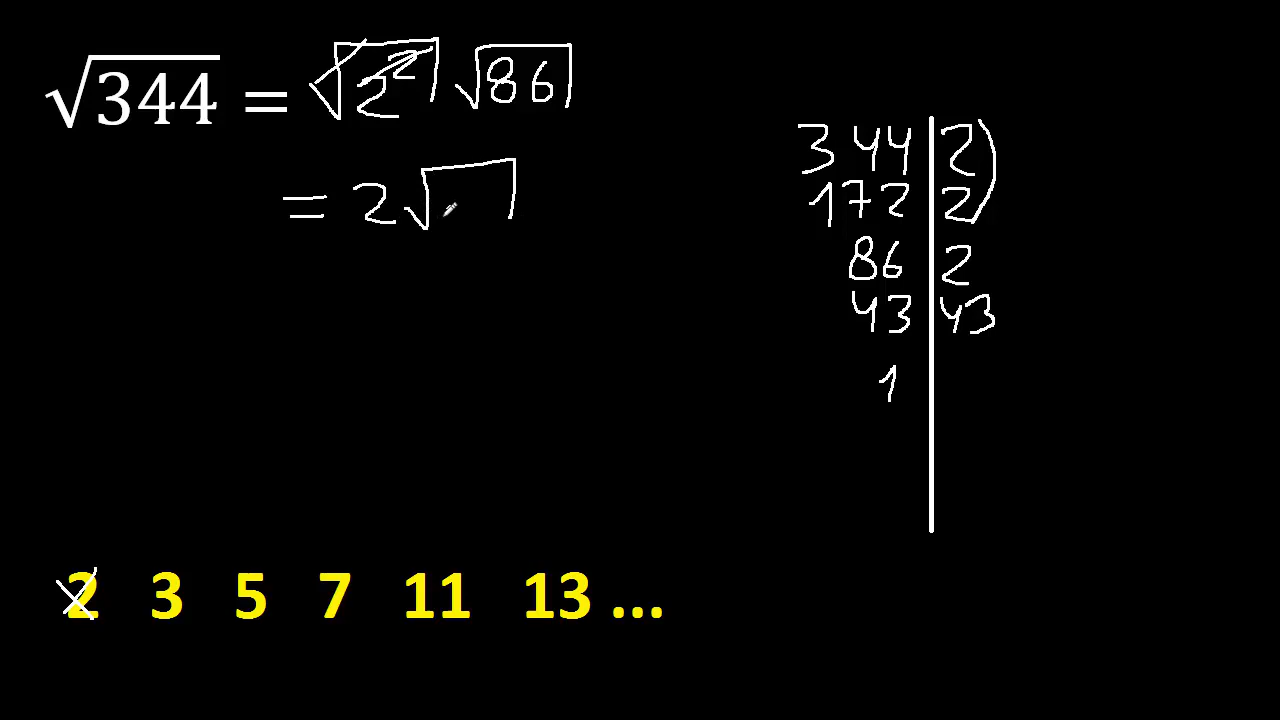 √344 = √2² √86
= 2√
344 | 2
172 | 2
86 | 2
43 | 43
1
2 3 5 7 11 13 ...